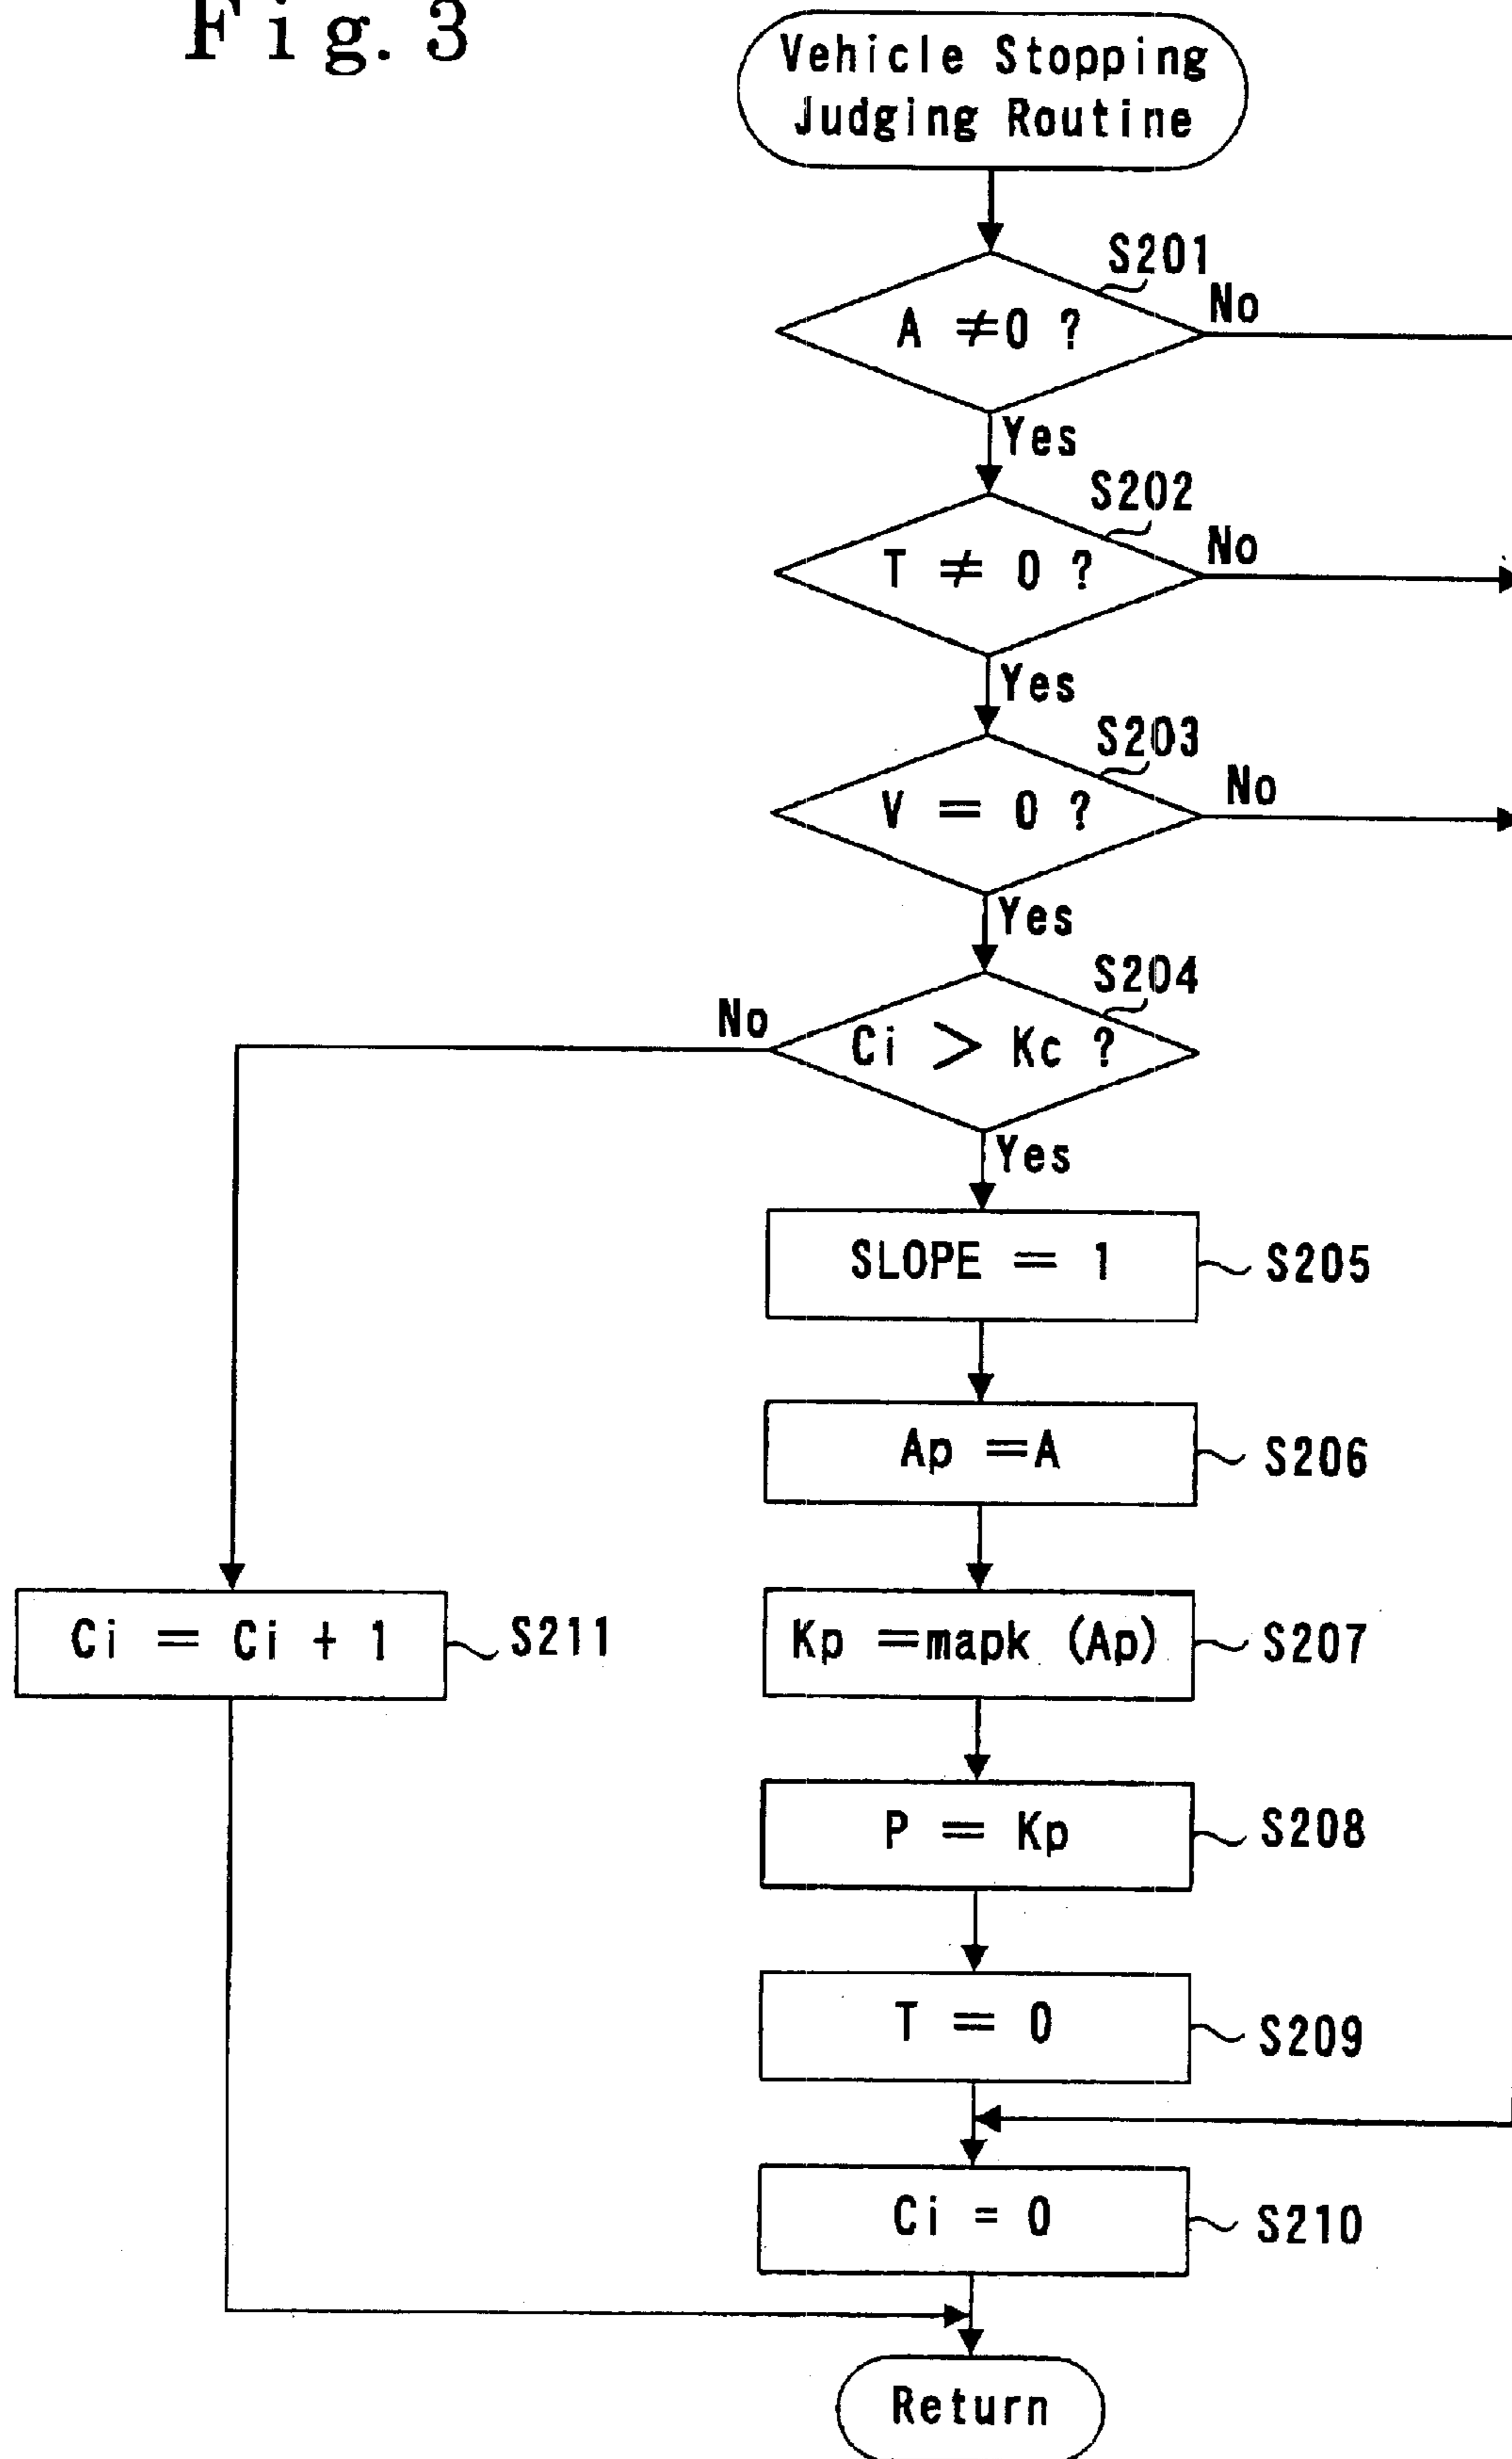 Fig. 3
Vehicle Stopping
Judging Routine
S201
A ≠0 ?
No
Yes
S202
T ≠ 0 ?
No
Yes
S203
V = 0 ?
No
Yes
S204
No
Ci > Kc ?
Yes
SLOPE = 1
S205
Ap =A
S206
Ci = Ci + 1
S211
Kp =mapk (Ap)
S207
P = Kp
S208
T = 0
S209
Ci = 0
S210
Return